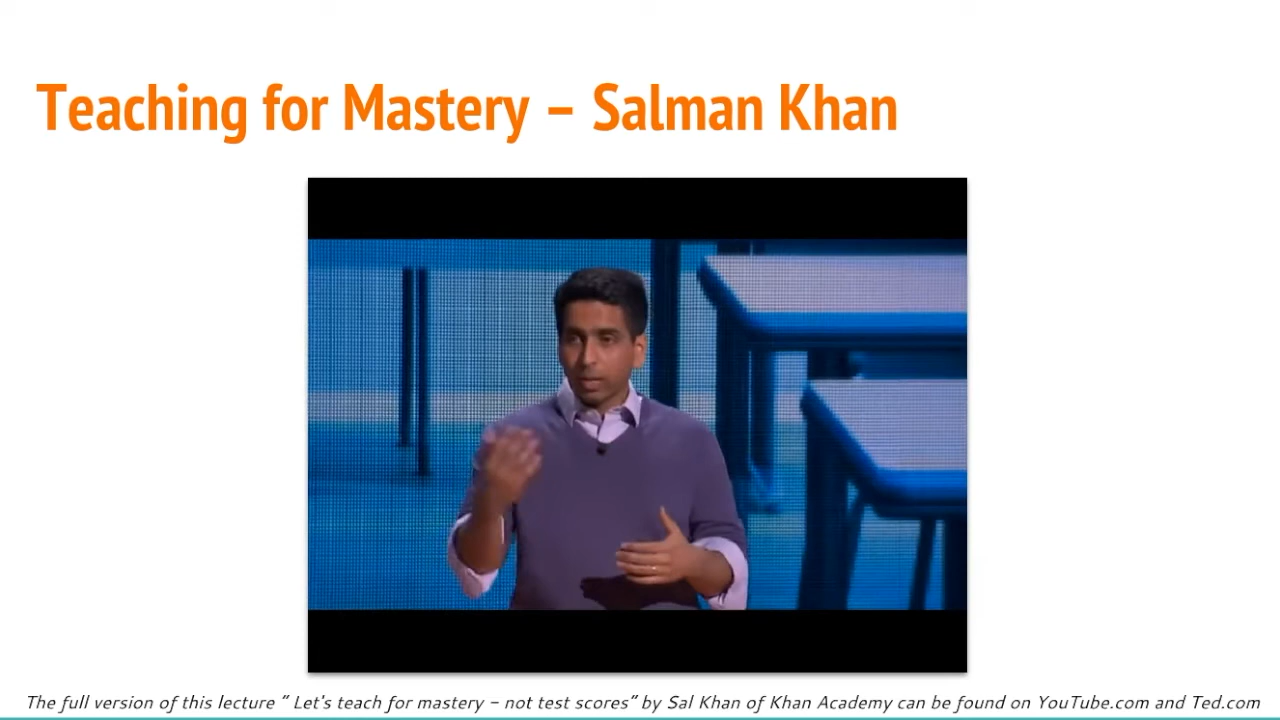 Teaching for Mastery – Salman Khan
The full version of this lecture “ Let's teach for mastery - not test scores” by Sal Khan of Khan Academy can be found on YouTube.com and Ted.com